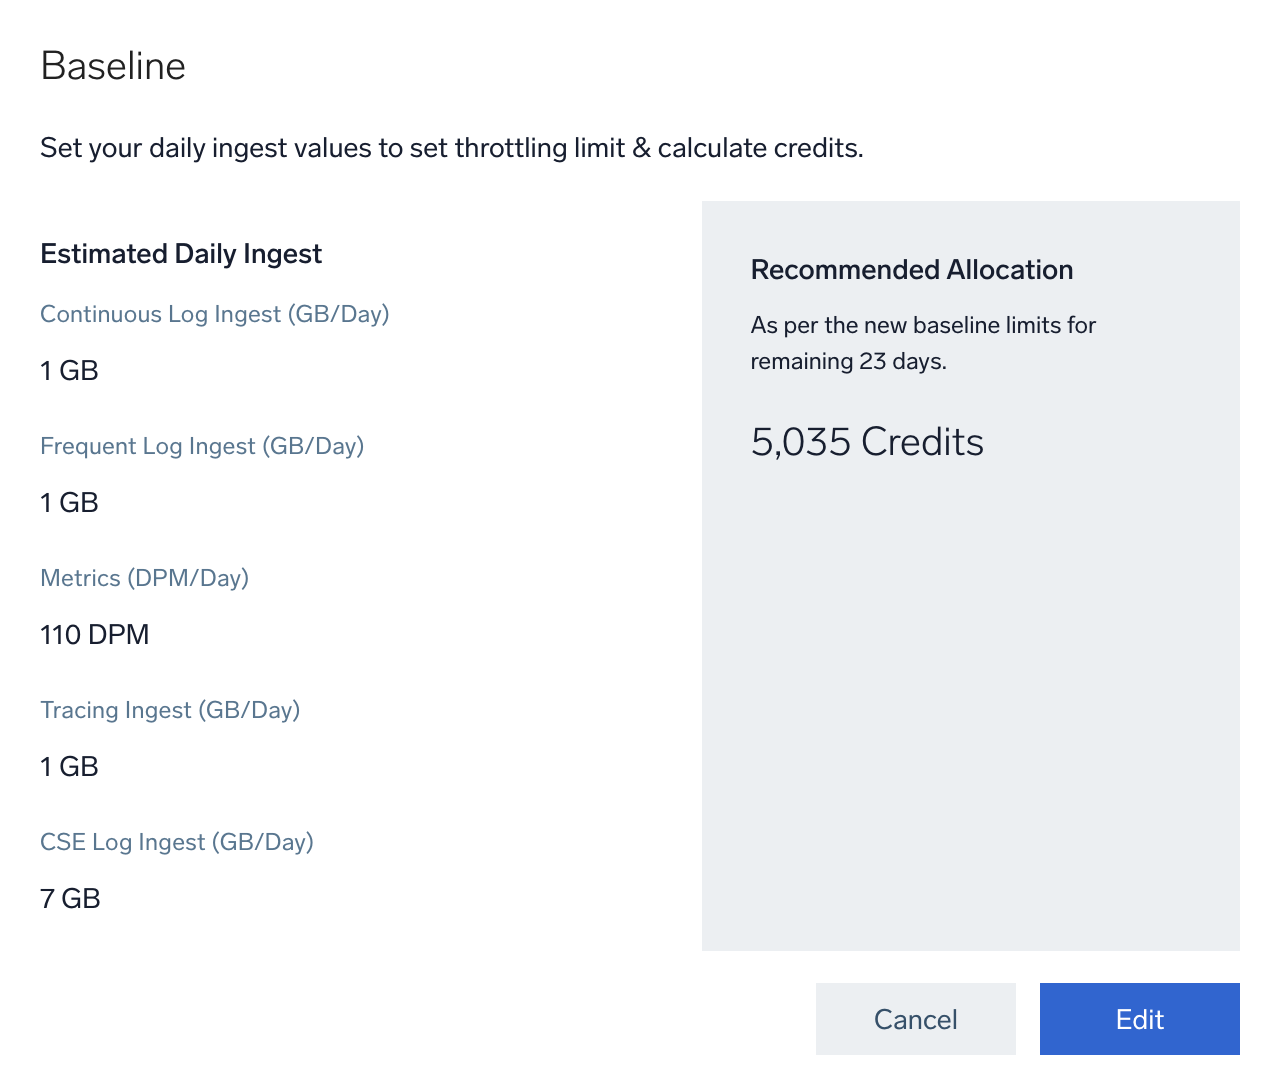 Baseline
Set your daily ingest values to set throttling limit & calculate credits.
Estimated Daily Ingest
Continuous Log Ingest (GB/Day)
1 GB
Frequent Log Ingest (GB/Day)
1 GB
Metrics (DPM/Day)
110 DPM
Tracing Ingest (GB/Day)
1 GB
CSE Log Ingest (GB/Day)
7 GB
Recommended Allocation
As per the new baseline limits for
remaining 23 days.
5,035 Credits
Cancel
Edit